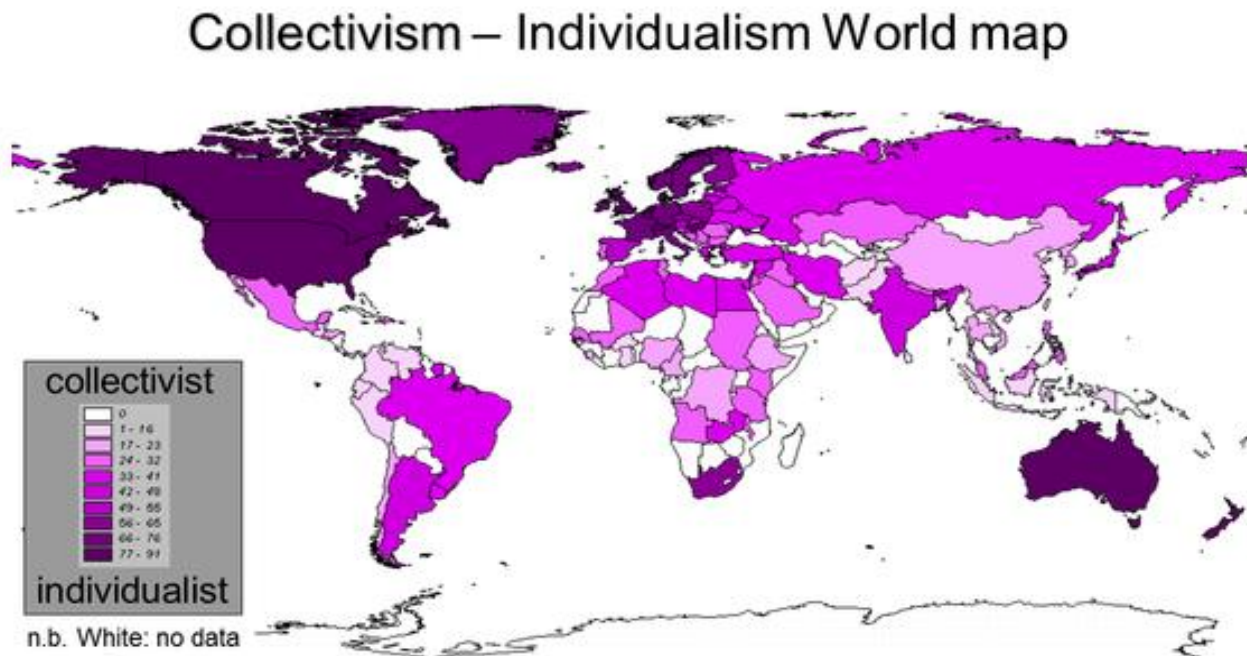 Collectivism – Individualism World map
collectivist
0
1 - 16
17 - 23
24 - 32
33 - 41
42 - 48
49 - 55
56 - 65
66 - 76
77 - 91
individualist
n.b. White: no data